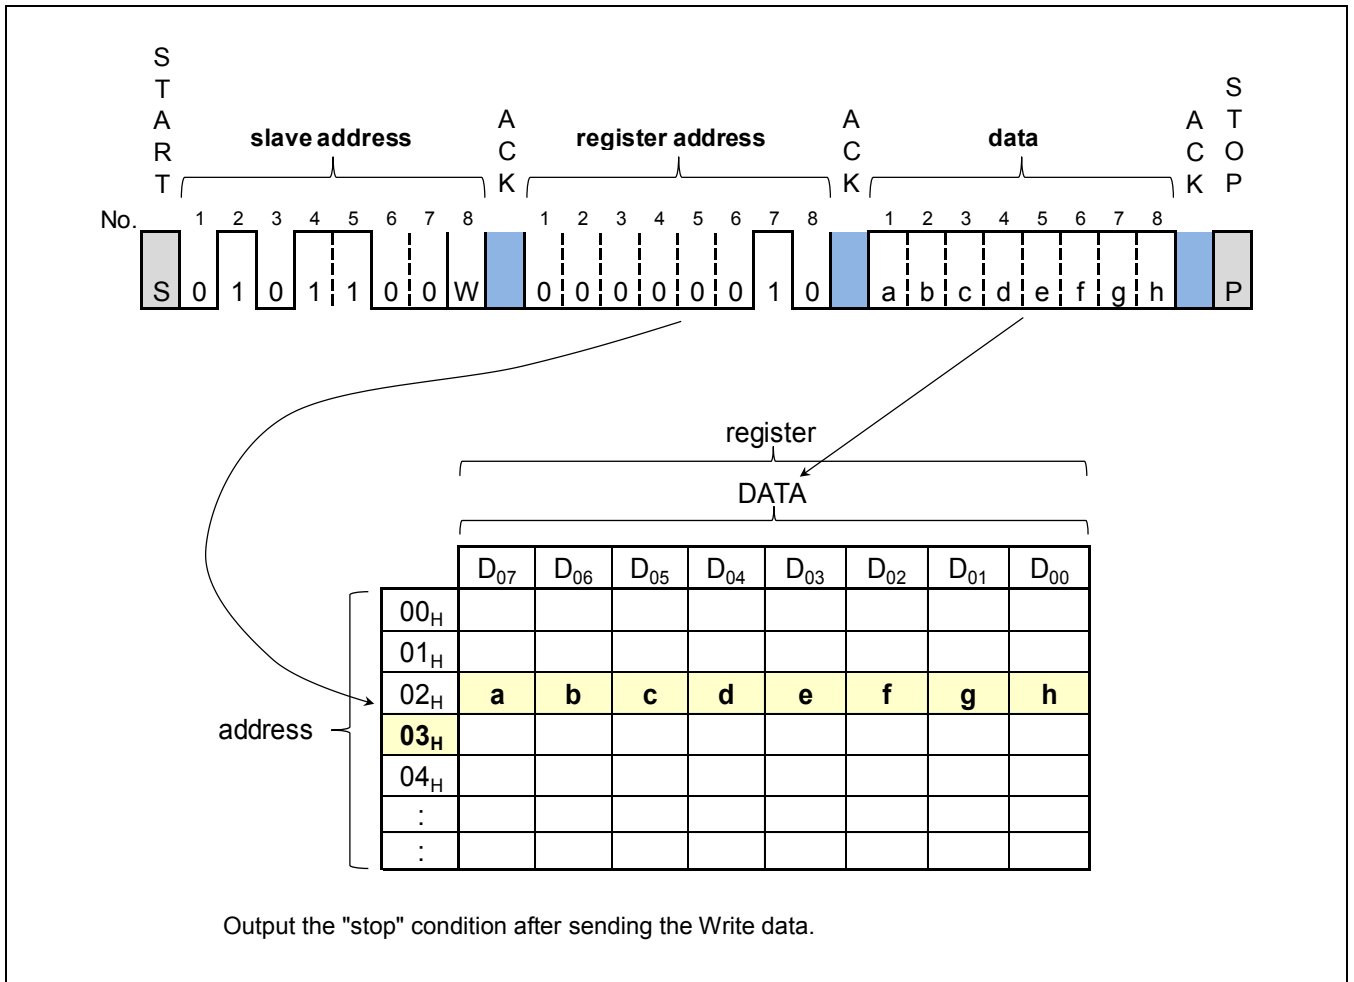 START
ACK
ACK
ACK
STOP
slave address
register address
data
No. 1 2 3 4 5 6 7 8 1 2 3 4 5 6 7 8 1 2 3 4 5 6 7 8
S 0 1 0 1 1 0 0 W 0 0 0 0 0 0 1 0 a b c d e f g h P
register
DATA
D07 D06 D05 D04 D03 D02 D01 D00
00H
01H
02H a b c d e f g h
address
03H
04H
:
:
Output the "stop" condition after sending the Write data.